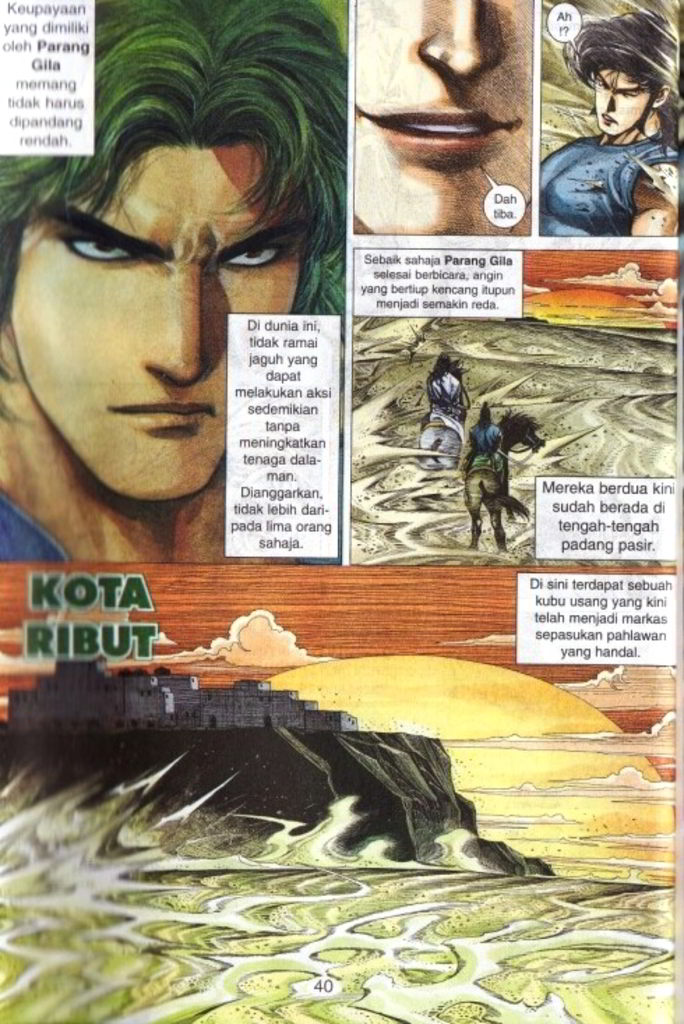 Keupayaan
yang dimiliki
oleh Parang
Gila
memang
tidak harus
dipandang
rendah.
Di dunia ini,
tidak ramai
jaguh yang
dapat
melakukan aksi
sedemikian
tanpa
meningkatkan
tenaga dala-
man.
Dianggarkan,
tidak lebih dari-
pada lima orang
sahaja.
Dah
tiba.
Ah
!?
Sebaik sahaja Parang Gila
selesai berbicara, angin
yang bertiup kencang itupun
menjadi semakin reda.
Mereka berdua kini
sudah berada di
tengah-tengah
padang pasir.
KOTA
RIBUT
Di sini terdapat sebuah
kubu usang yang kini
telah menjadi markas
sepasukan pahlawan
yang handal.
40